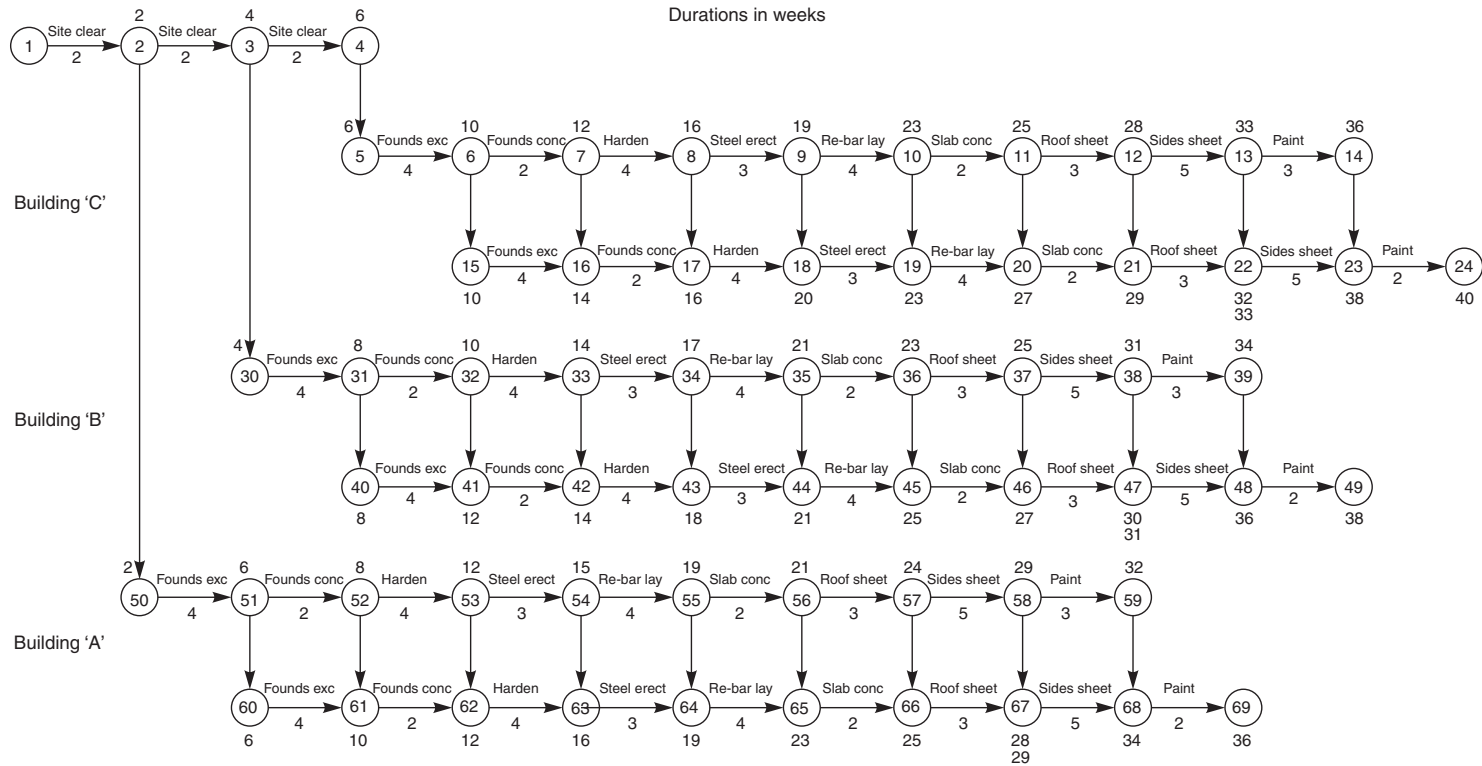 Durations in weeks
2 4 6
1 Site clear 2 Site clear 3 Site clear 4
2 2 2
6 10 12 16 19 23 25 28 33 36
5 Founds exc 6 Founds conc 7 Harden 8 Steel erect 9 Re-bar lay 10 Slab conc 11 Roof sheet 12 Sides sheet 13 Paint 14
4 2 4 3 4 2 3 5 3
Building ‘C’
15 Founds exc 16 Founds conc 17 Harden 18 Steel erect 19 Re-bar lay 20 Slab conc 21 Roof sheet 22 Sides sheet 23 Paint 24
4 2 4 3 4 2 3 5 2
10 14 16 20 23 27 29 32 38 40
33
4 8 10 14 17 21 23 25 31 34
30 Founds exc 31 Founds conc 32 Harden 33 Steel erect 34 Re-bar lay 35 Slab conc 36 Roof sheet 37 Sides sheet 38 Paint 39
4 2 4 3 4 2 3 5 3
Building ‘B’
40 Founds exc 41 Founds conc 42 Harden 43 Steel erect 44 Re-bar lay 45 Slab conc 46 Roof sheet 47 Sides sheet 48 Paint 49
4 2 4 3 4 2 3 5 2
8 12 14 18 21 25 27 30 36 38
31
2 6 8 12 15 19 21 24 29 32
50 Founds exc 51 Founds conc 52 Harden 53 Steel erect 54 Re-bar lay 55 Slab conc 56 Roof sheet 57 Sides sheet 58 Paint 59
4 2 4 3 4 2 3 5 3
Building ‘A’
60 Founds exc 61 Founds conc 62 Harden 63 Steel erect 64 Re-bar lay 65 Slab conc 66 Roof sheet 67 Sides sheet 68 Paint 69
4 2 4 3 4 2 3 5 2
6 10 12 16 19 23 25 28 34 36
29